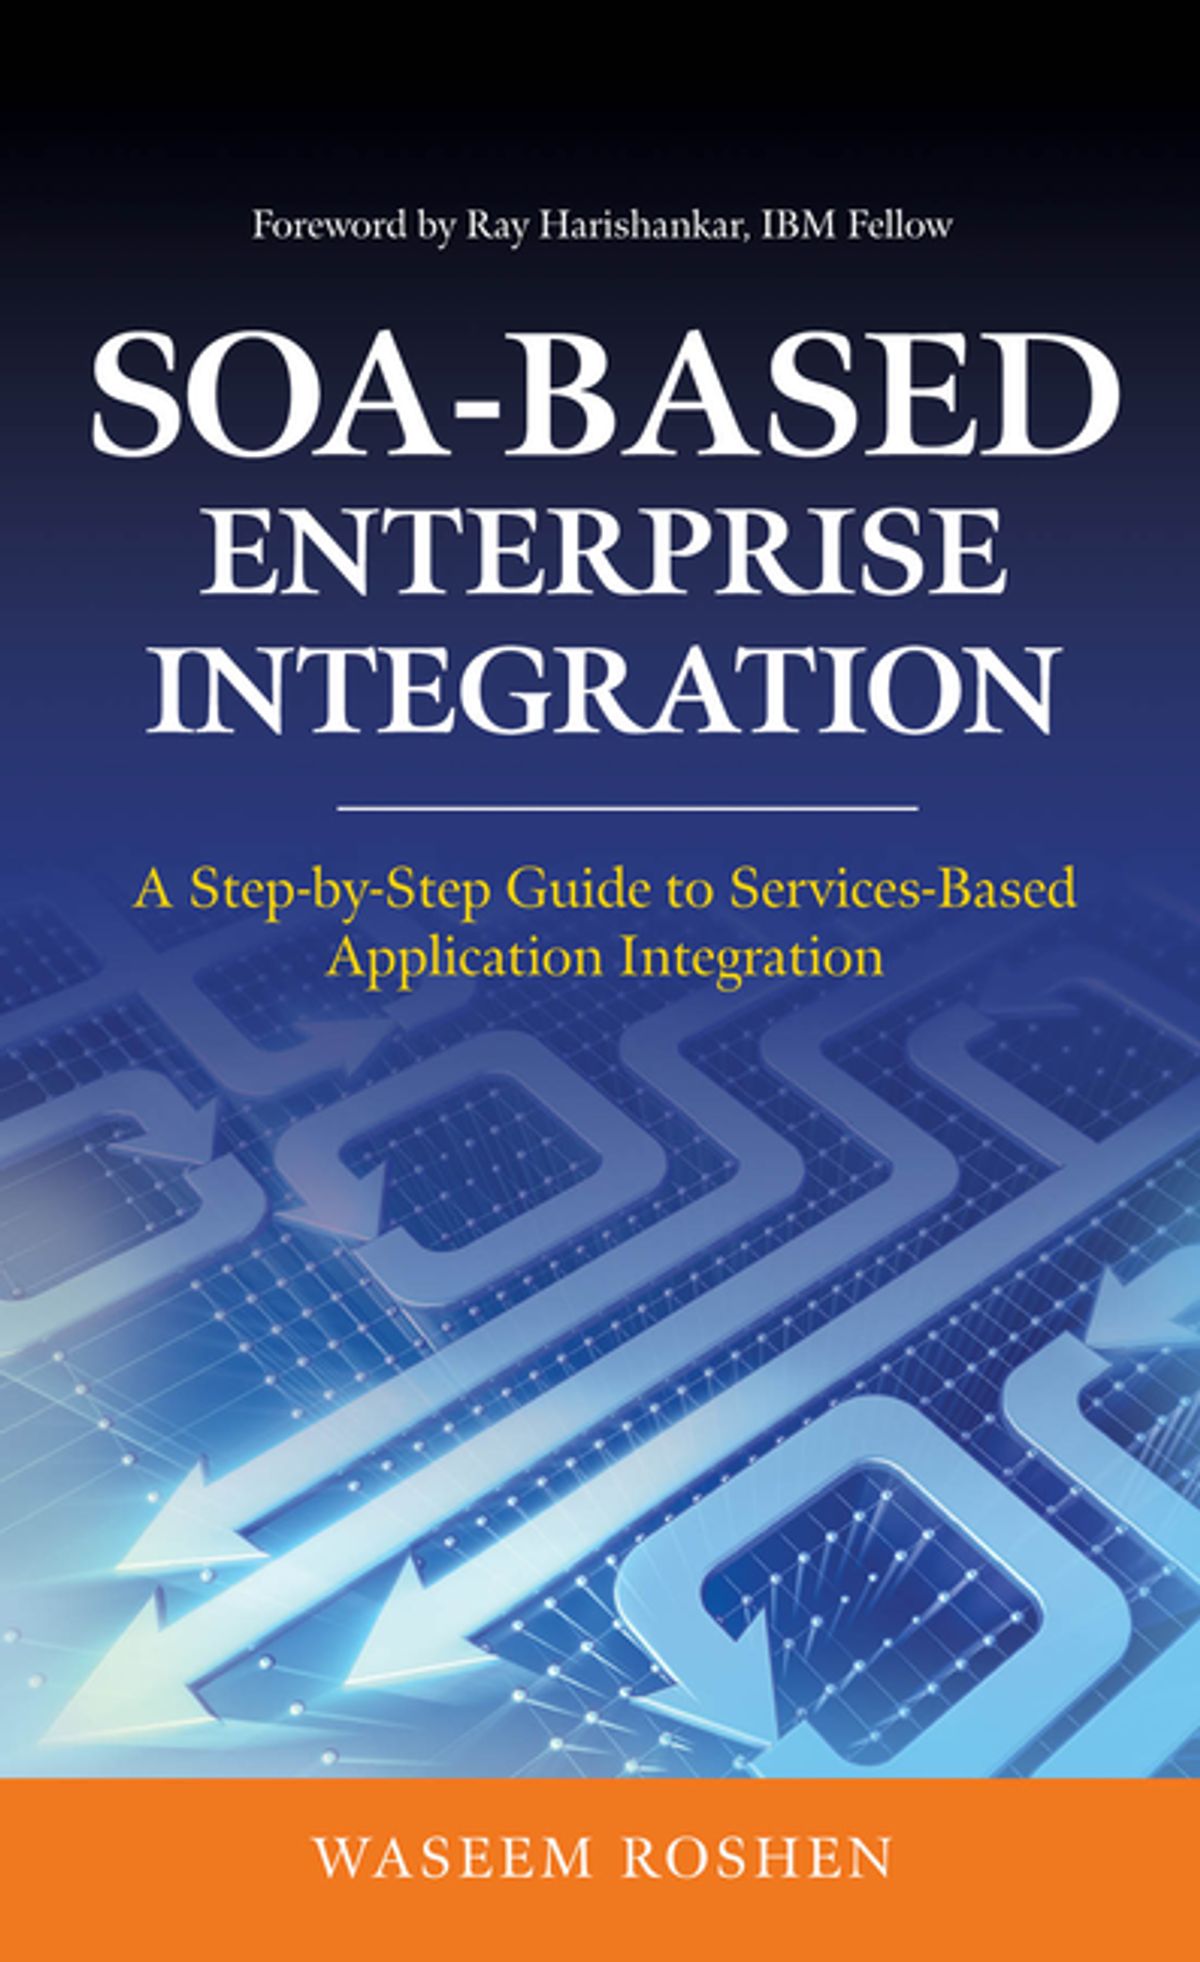 Foreword by Ray Harishankar, IBM Fellow
SOA-BASED
ENTERPRISE
INTEGRATION
A Step-by-Step Guide to Services-Based
Application Integration
WASEEM ROSHEN